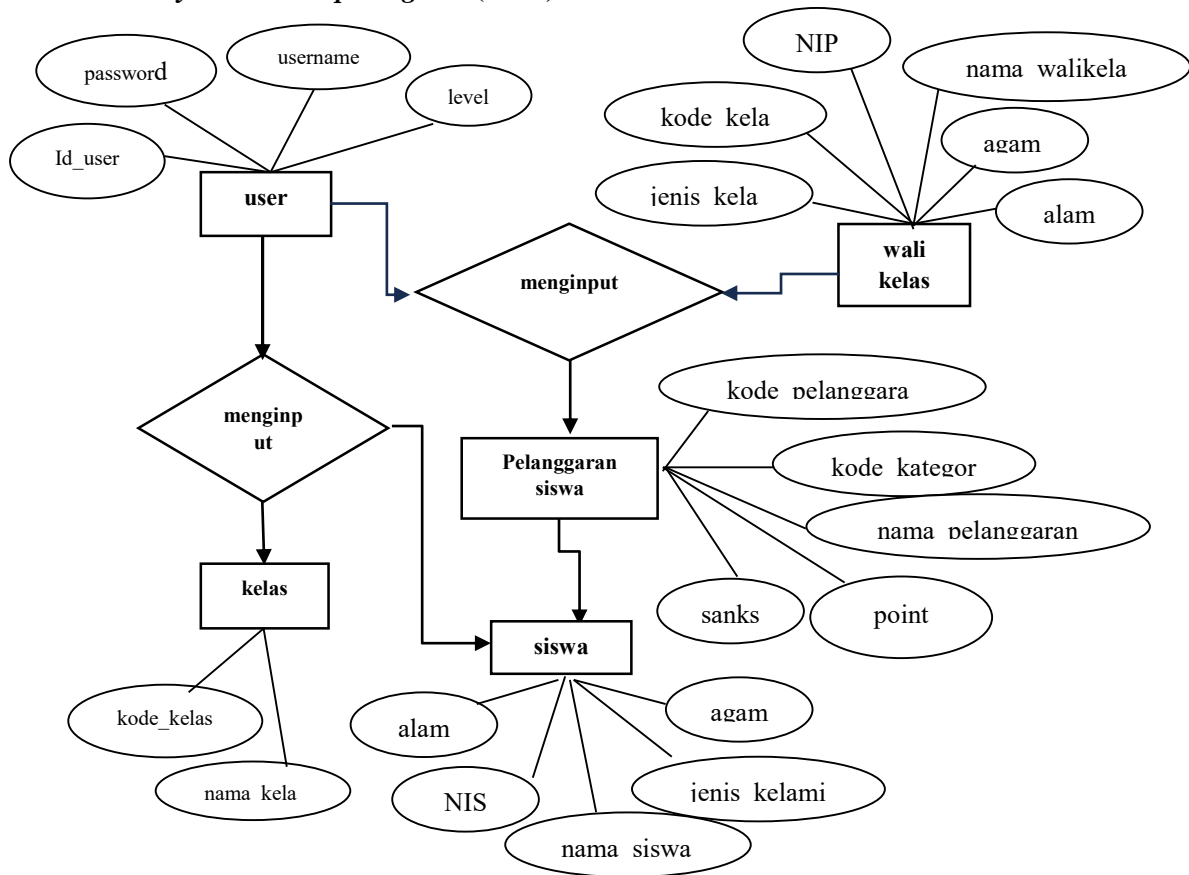 password
username
level
Id_user
user
NIP
nama walikela
kode kela
agam
jenis kela
alam
wali
kelas
menginput
menginp
ut
kode pelanggara
kode kategor
nama pelanggaran
Pelanggaran
siswa
sanks
point
kelas
siswa
kode_kelas
nama kela
alam
agam
NIS
jenis kelami
nama siswa